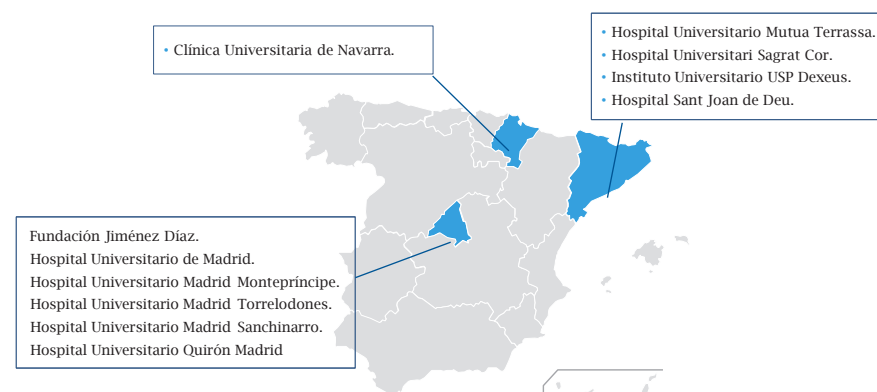 • Clínica Universitaria de Navarra.
• Hospital Universitario Mutua Terrassa.
• Hospital Universitari Sagrat Cor.
• Instituto Universitario USP Dexeus.
• Hospital Sant Joan de Deu.
Fundación Jiménez Díaz.
Hospital Universitario de Madrid.
Hospital Universitario Madrid Montepríncipe.
Hospital Universitario Madrid Torrelodones.
Hospital Universitario Madrid Sanchinarro.
Hospital Universitario Quirón Madrid